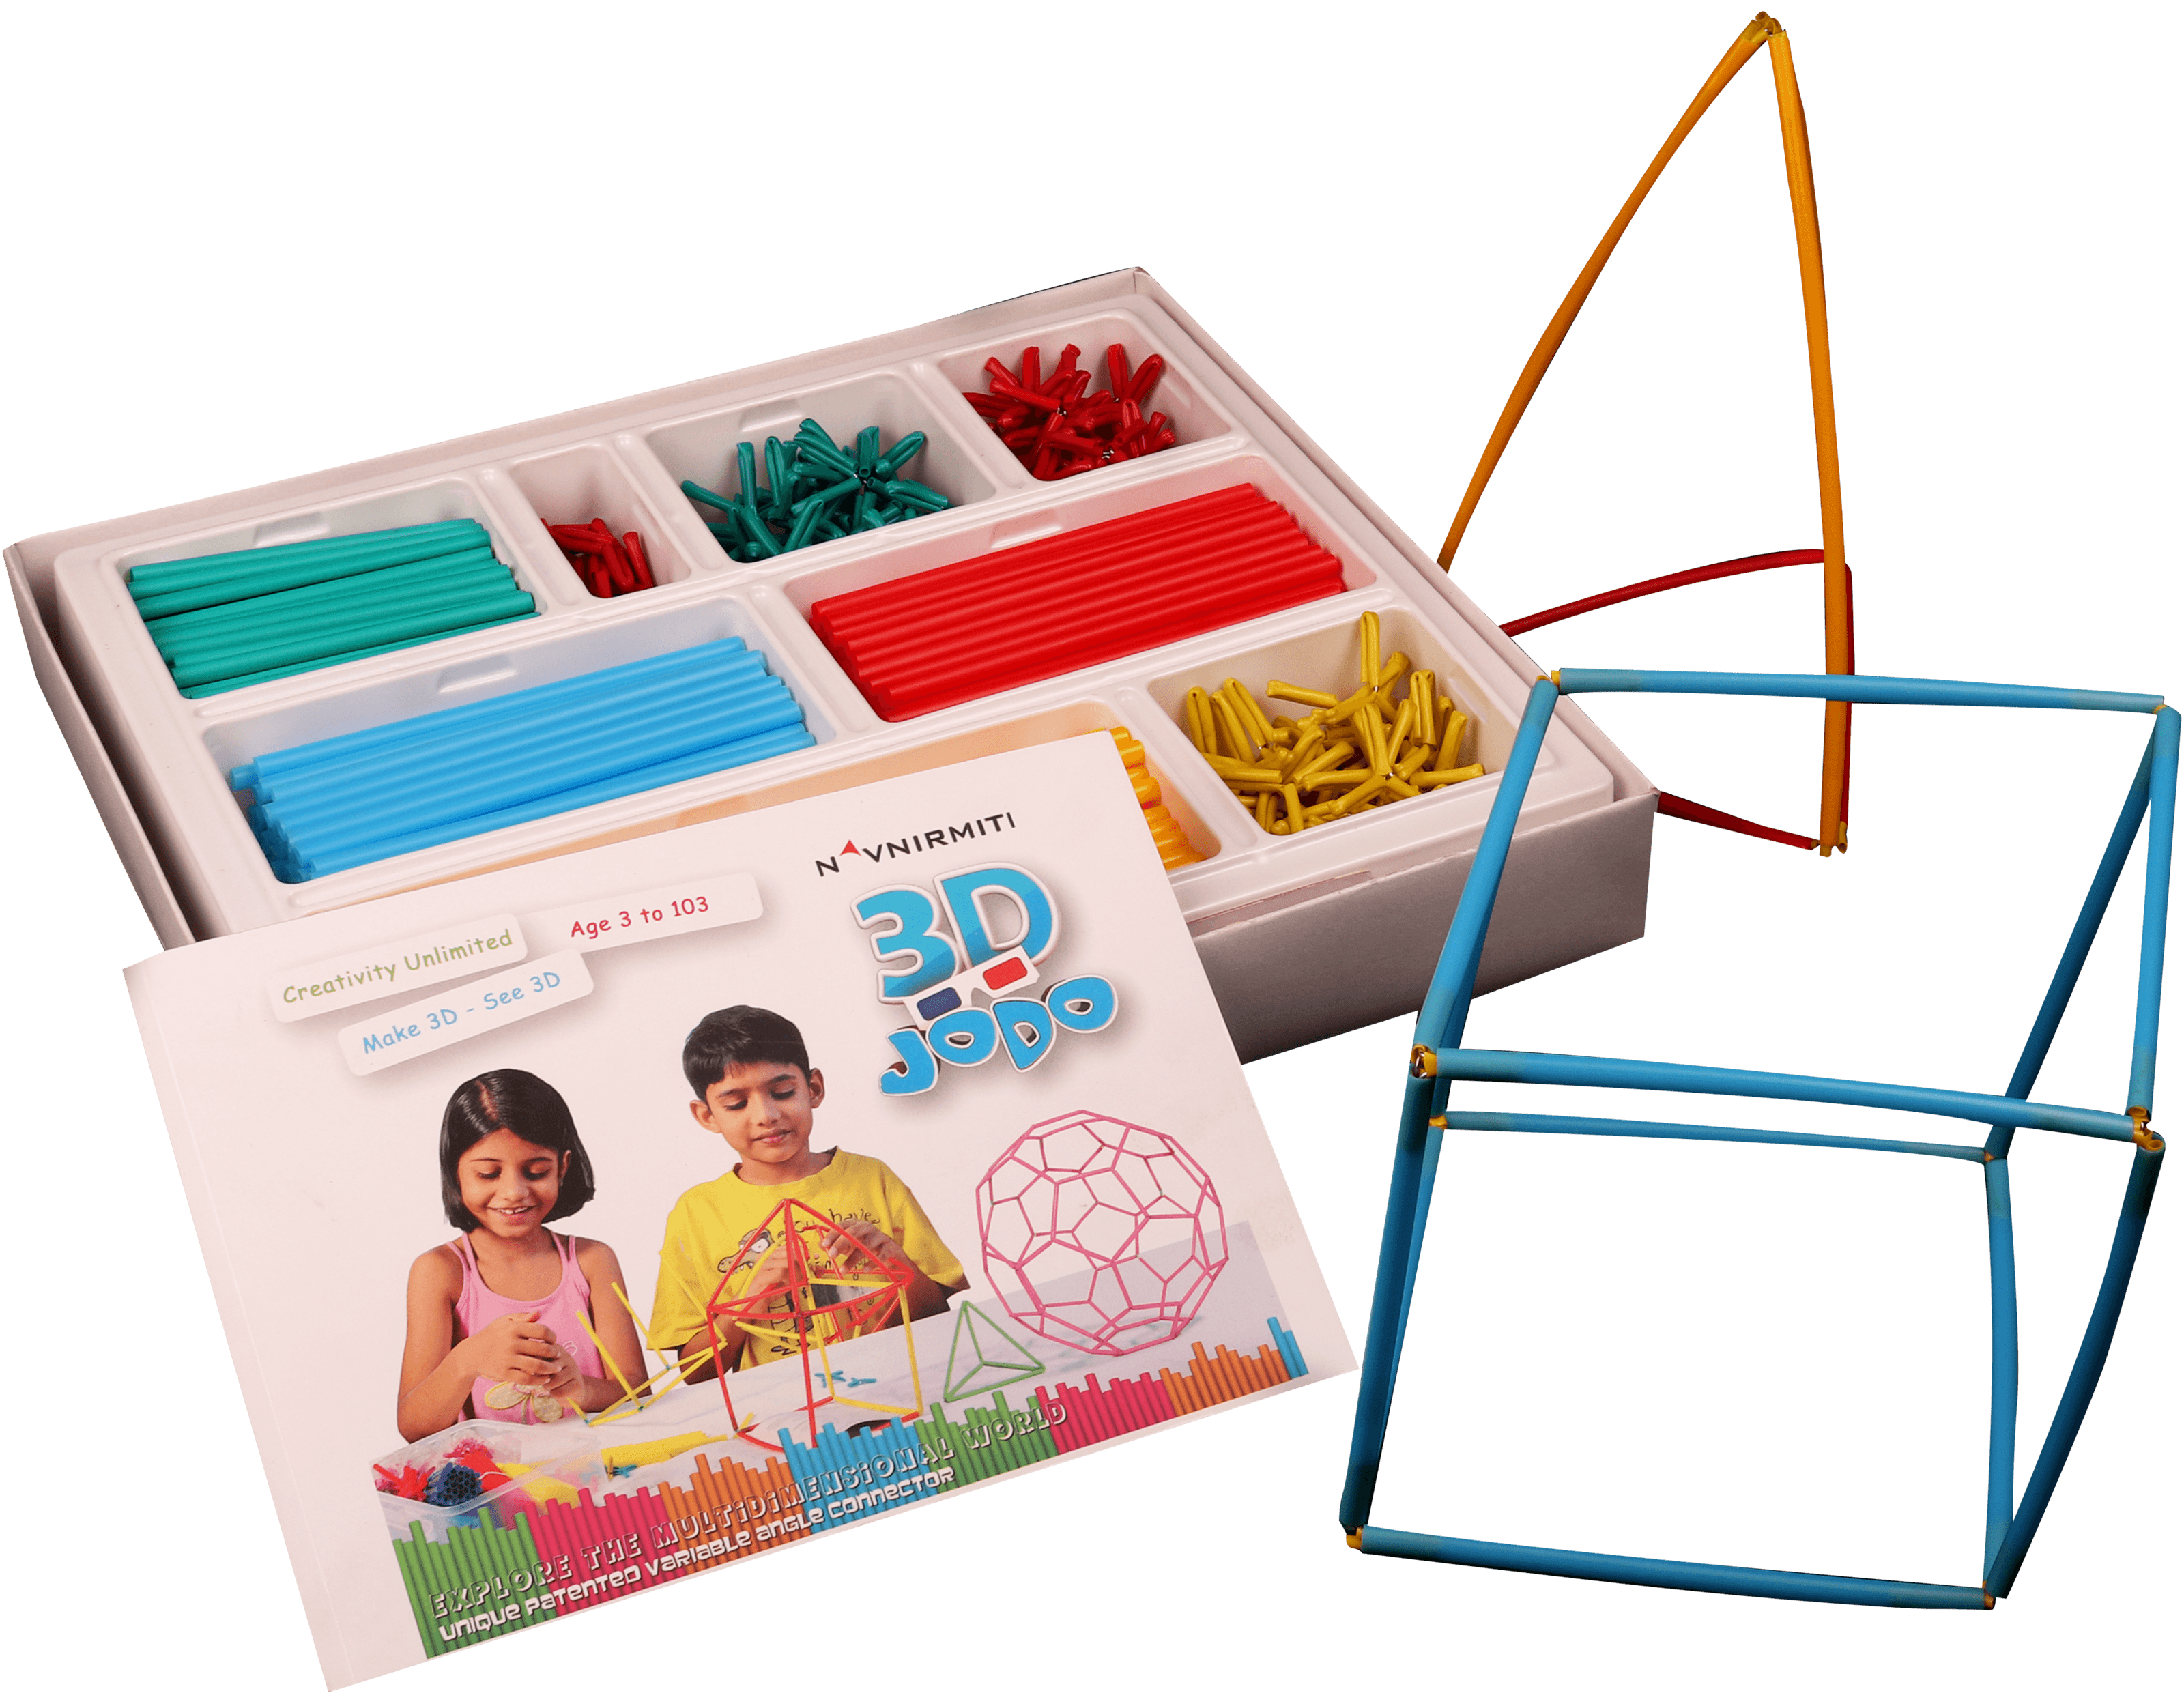 NAVNIRMITI
3D
JODO
Creativity Unlimited
Age 3 to 103
Make 3D - See 3D
EXPLORE THE MULTiDiMENSiONAL WORLD
UNiQUE PATENTED VARiABLE ANGLE CONNECTOR